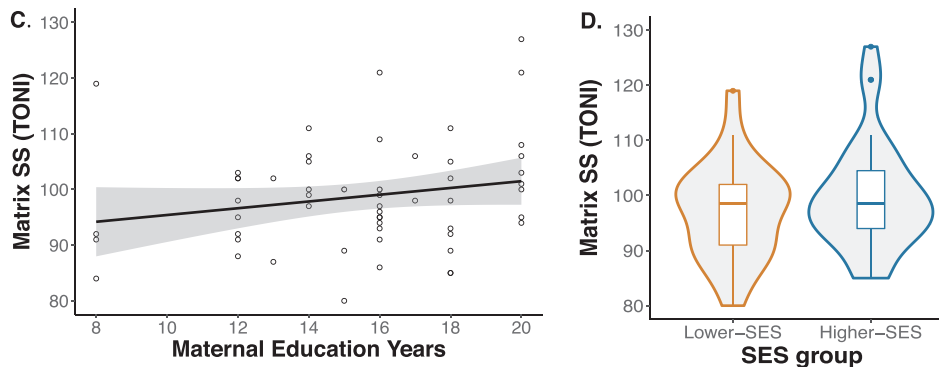 C.
Matrix SS (TONI)
130
120
110
100
90
80
8 10 12 14 16 18 20
Maternal Education Years
D.
Matrix SS (TONI)
130
120
110
100
90
80
Lower–SES Higher–SES
SES group